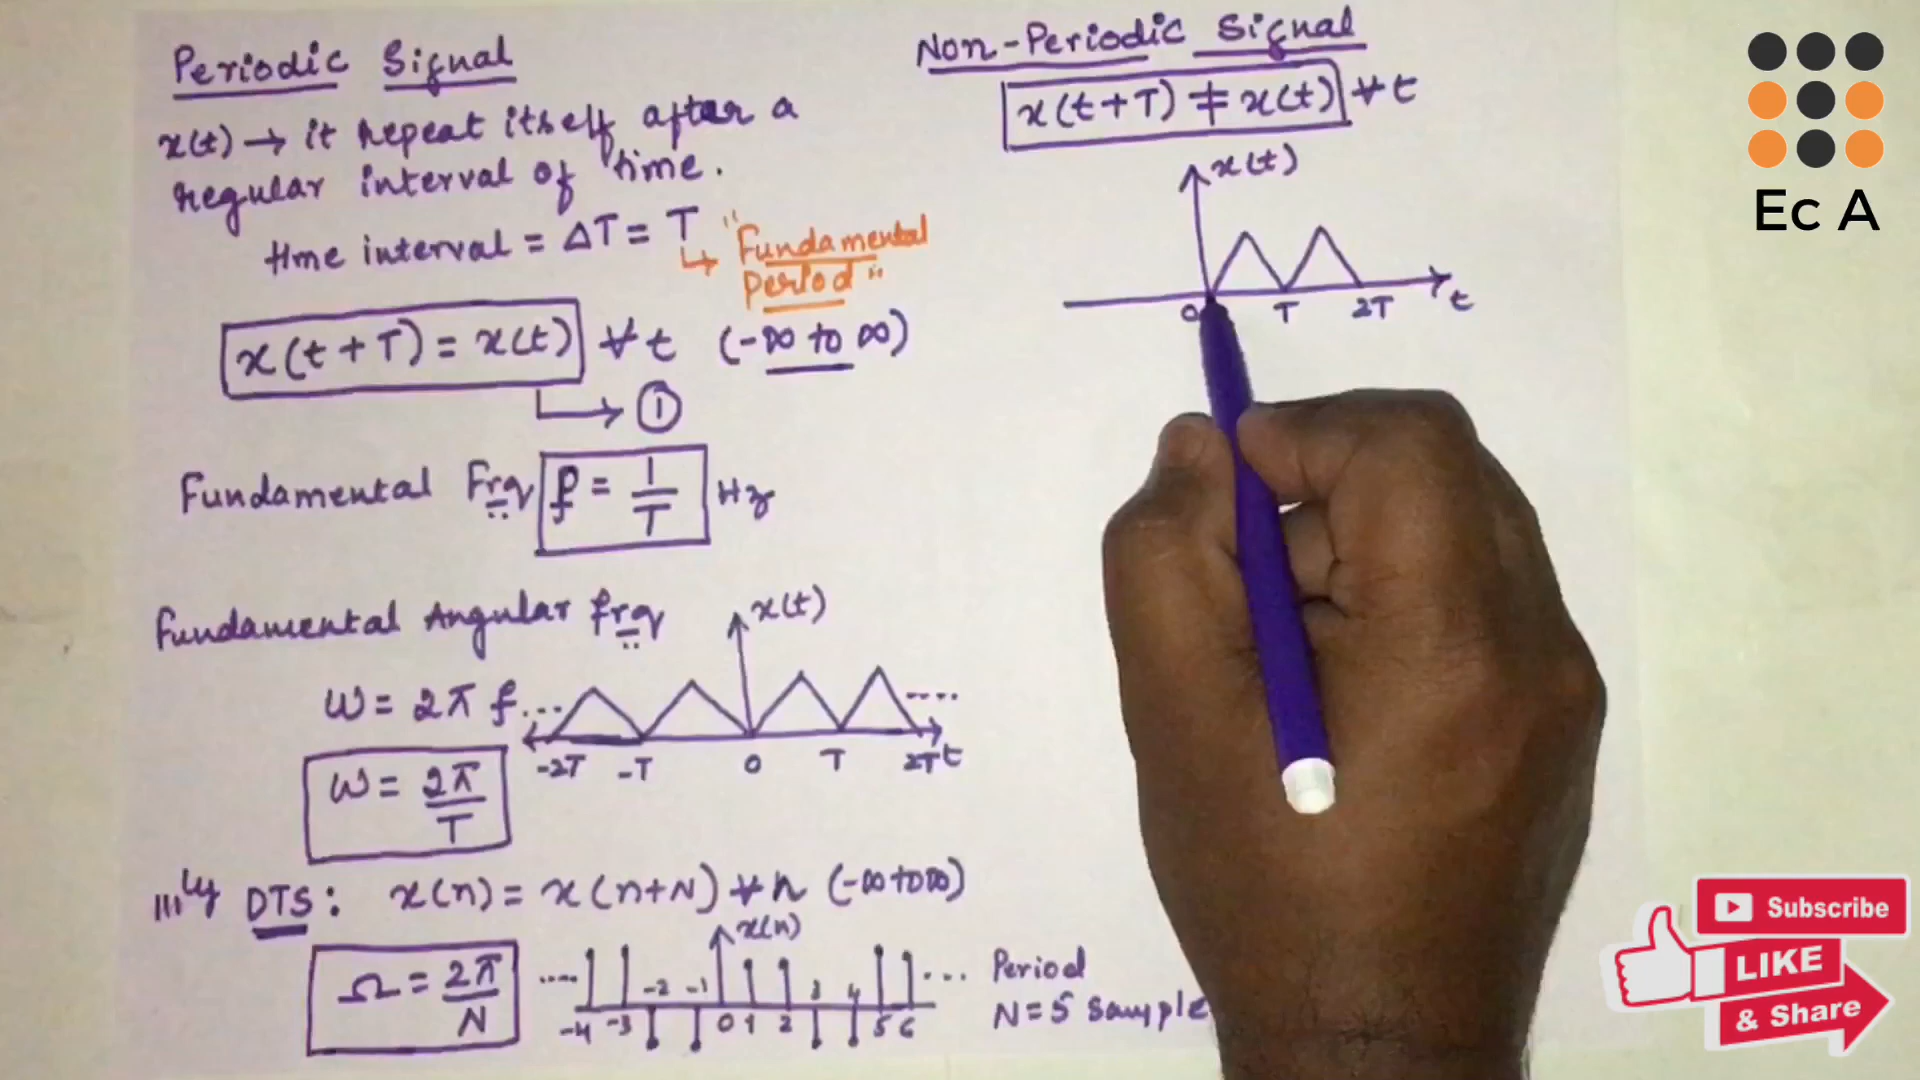 Periodic Signal
x(t) → it repeat itself after a
regular interval of time.
time interval = ΔT = T
"Fundamental
Period"
x(t+T) = x(t) ∀ t (-∞ to ∞)
→ ①
Fundamental Frq f = 1/T Hz
Fundamental Angular frq
ω = 2π f
ω = 2π/T
x(t)
... ....
-2T -T 0 T 2T t
lllly DTS: x(n) = x(n+N) ∀ n (-∞ to ∞)
Ω = 2π/N
x(n)
.... -2 -1 3 4 ...
-4 -3 0 1 2 5 6
Period
N = 5 Sample
Non-Periodic Signal
x(t+T) ≠ x(t) ∀ t
x(t)
0 T 2T t
Ec A
Subscribe
LIKE
& Share